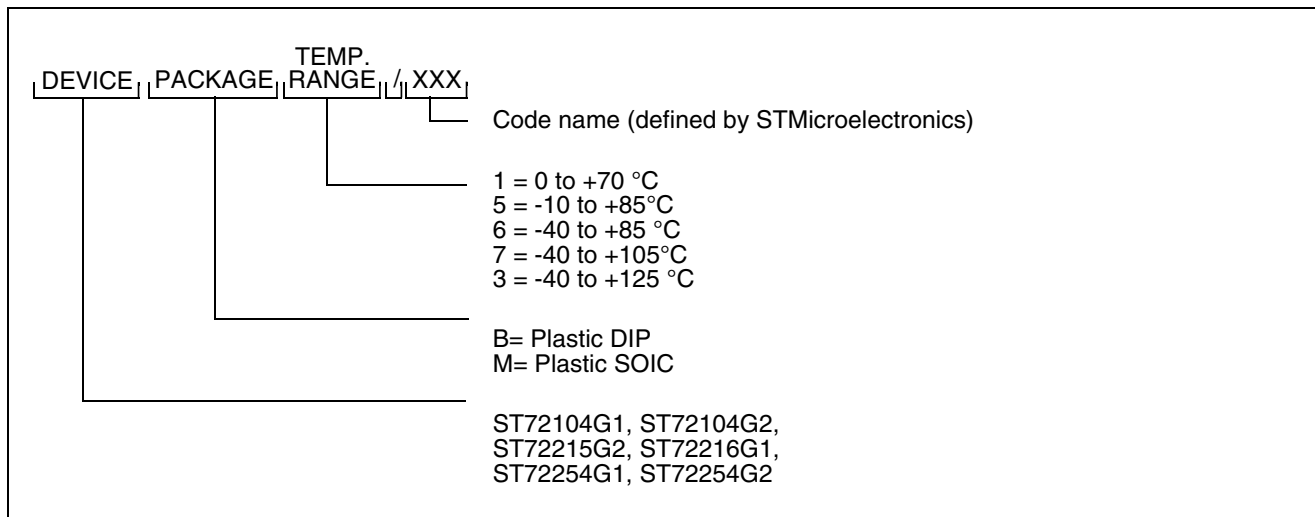 TEMP.
DEVICE PACKAGE RANGE / XXX
Code name (defined by STMicroelectronics)
1 = 0 to +70 °C
5 = -10 to +85°C
6 = -40 to +85 °C
7 = -40 to +105°C
3 = -40 to +125 °C
B= Plastic DIP
M= Plastic SOIC
ST72104G1, ST72104G2,
ST72215G2, ST72216G1,
ST72254G1, ST72254G2